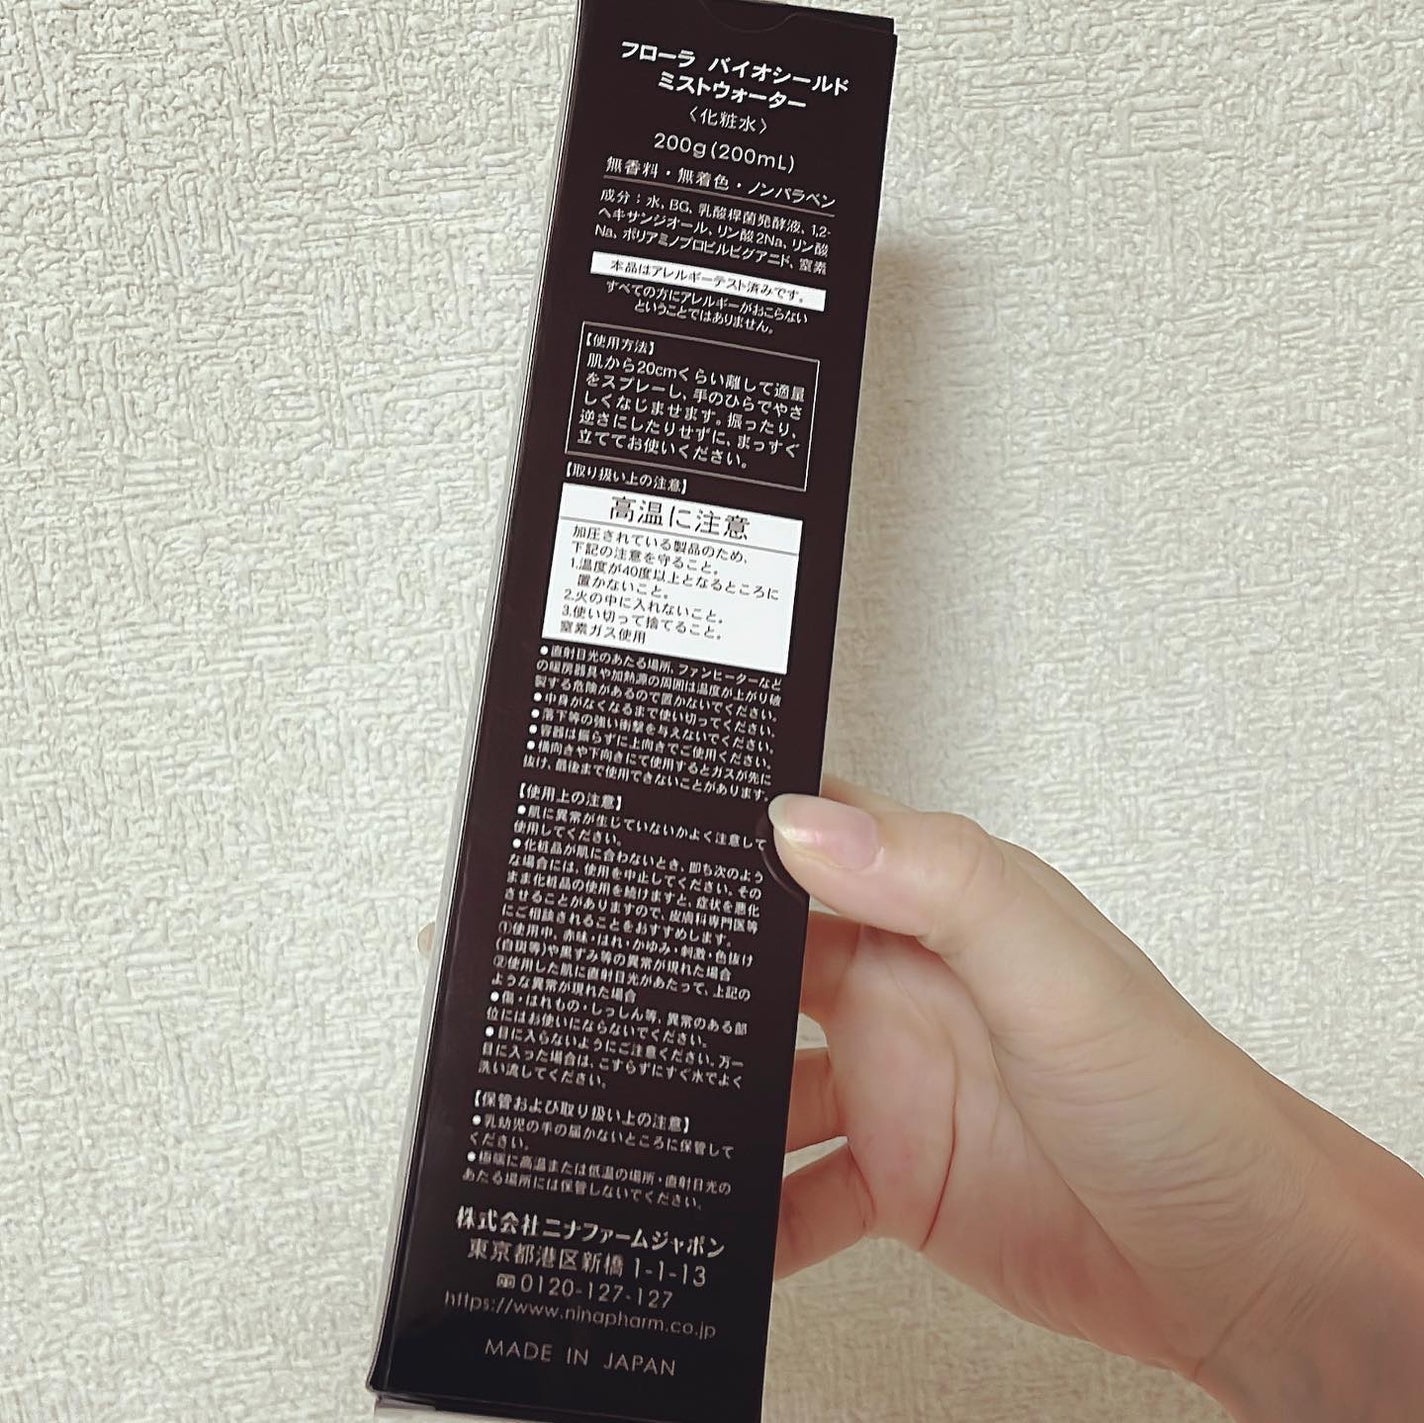 フローラ バイオシールド
ミストウォーター
〈化粧水〉
200g(200mL)
無香料・無着色・ノンパラベン
成分：水、BG、乳酸桿菌発酵液、1,2-
ヘキサンジオール、リン酸2Na、リン酸
Na、ポリアミノプロピルビグアニド、窒素
本品はアレルギーテスト済みです。
すべての方にアレルギーがおこらない
ということではありません。
【使用方法】
肌から20cmくらい離して適量
をスプレーし、手のひらでやさ
しくなじませます。振ったり、
逆さにしたりせずに、まっすぐ
立ててお使いください。
【取り扱い上の注意】
高温に注意
加圧されている製品のため、
下記の注意を守ること。
1.温度が40度以上となるところに
置かないこと。
2.火の中に入れないこと。
3.使い切って捨てること。
窒素ガス使用
●直射日光のあたる場所、ファンヒーターなど
の暖房器具や加熱源の周囲は温度が上がり破
裂する危険があるので置かないでください。
●中身がなくなるまで使い切ってください。
●落下等の強い衝撃を与えないでください。
●容器は振らずに上向きでご使用ください。
●横向きや下向きにて使用するとガスが先に
抜け、最後まで使用できないことがあります。
【使用上の注意】
●肌に異常が生じていないかよく注意して
使用してください。
●化粧品が肌に合わないとき、即ち次のよう
な場合には、使用を中止してください。その
まま化粧品の使用を続けますと、症状を悪化
させることがありますので、皮膚科専門医等
にご相談されることをおすすめします。
①使用中、赤味・はれ・かゆみ・刺激・色抜け
(白斑等)や黒ずみ等の異常が現れた場合
②使用した肌に直射日光があたって、上記の
ような異常が現れた場合
●傷・はれもの・しっしん等、異常のある部
位にはお使いにならないでください。
●目に入らないようにご注意ください。万一
目に入った場合は、こすらずにすぐ水でよく
洗い流してください。
【保管および取り扱い上の注意】
●乳幼児の手の届かないところに保管して
ください。
●極端に高温または低温の場所・直射日光の
あたる場所には保管しないでください。
株式会社ニナファームジャポン
東京都港区新橋 1-1-13
0120-127-127
https://www.ninapharm.co.jp
MADE IN JAPAN